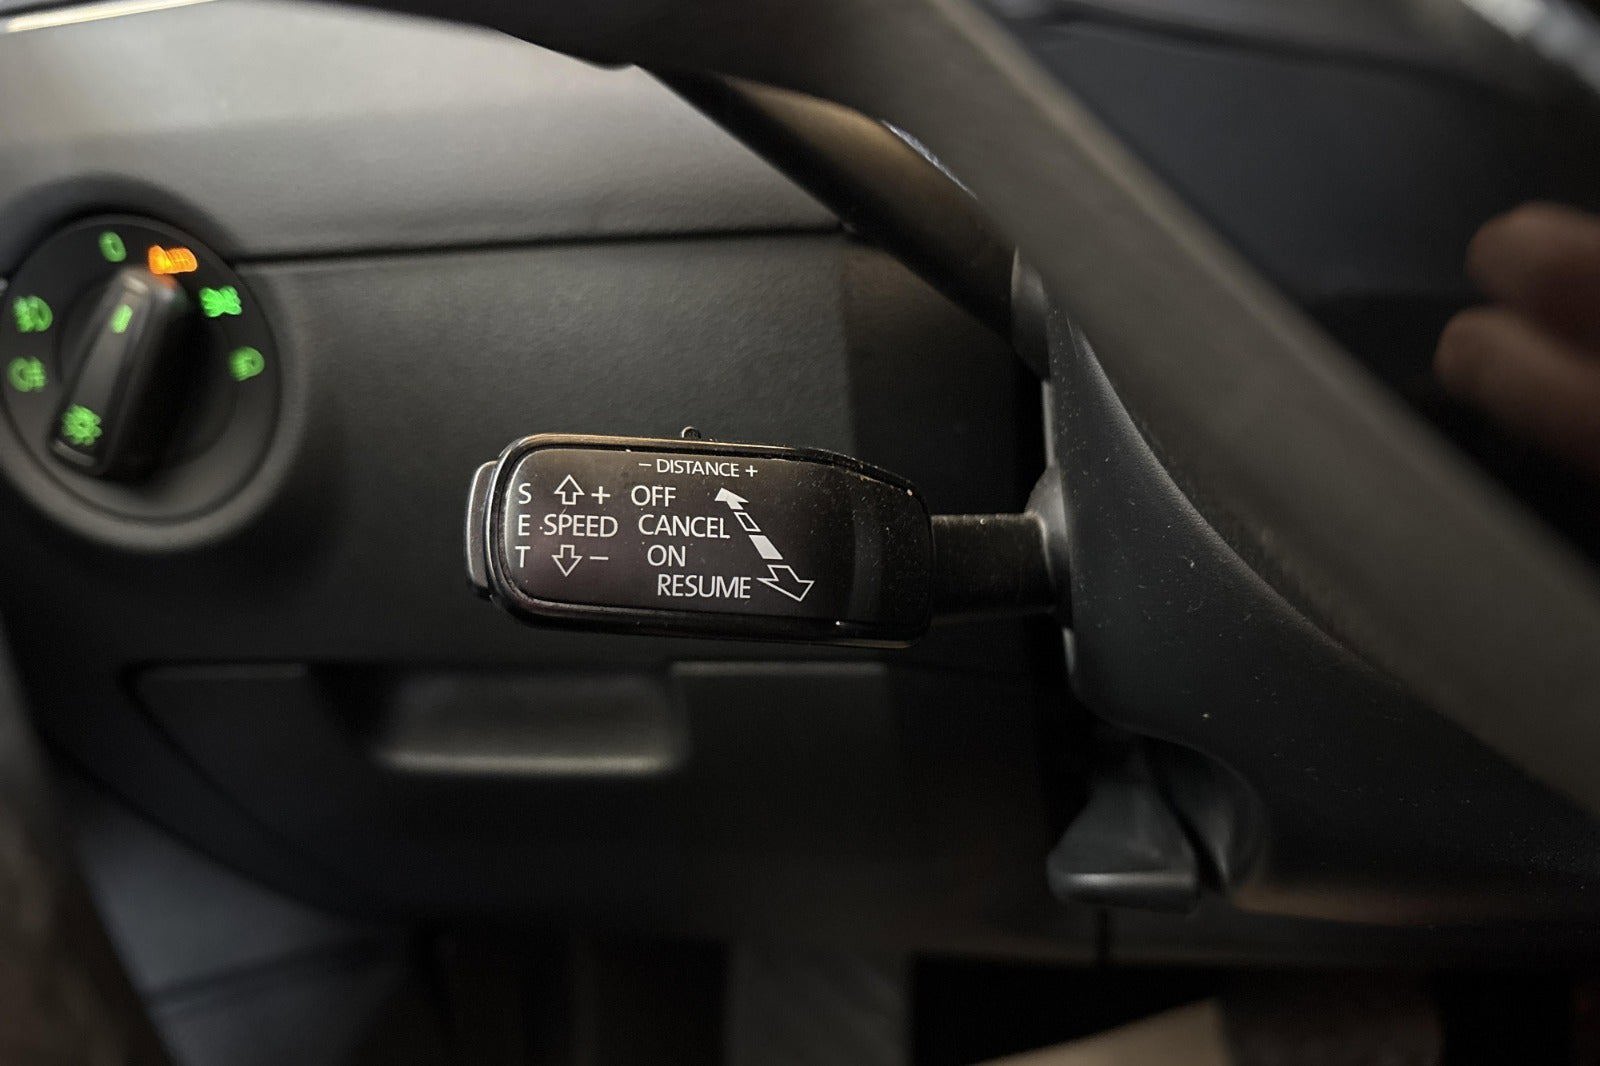 − DISTANCE +
S + OFF
E SPEED CANCEL
T − ON
RESUME